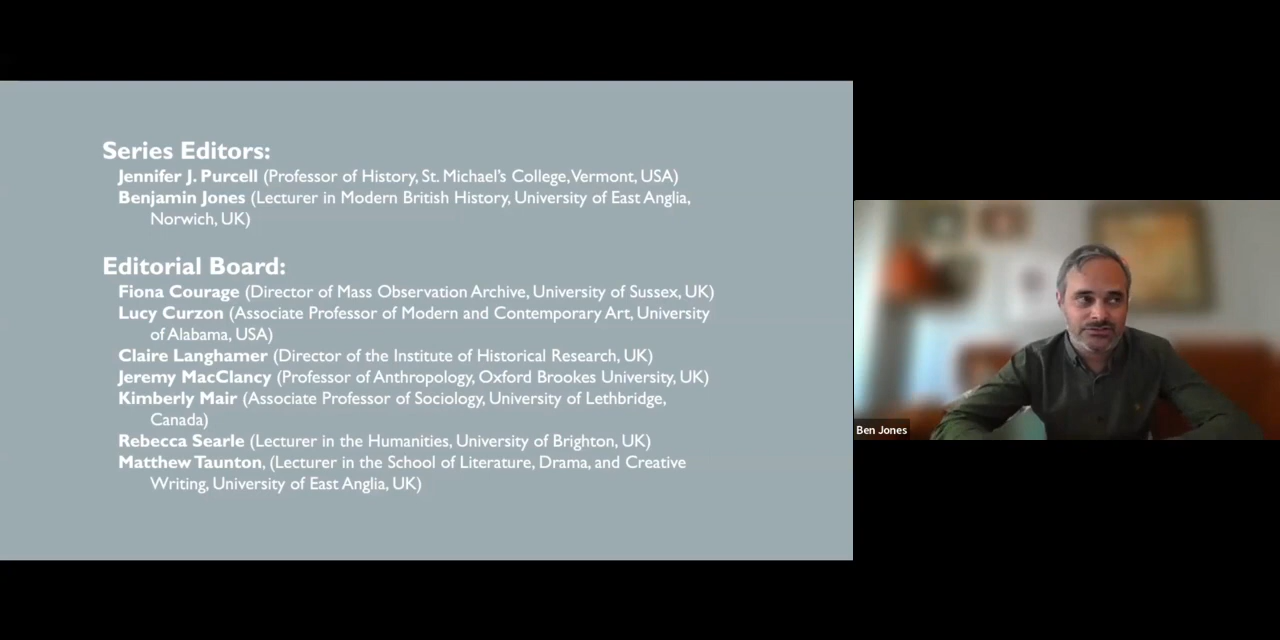 Series Editors:
Jennifer J. Purcell (Professor of History, St. Michael's College, Vermont, USA)
Benjamin Jones (Lecturer in Modern British History, University of East Anglia,
Norwich, UK)
Editorial Board:
Fiona Courage (Director of Mass Observation Archive, University of Sussex, UK)
Lucy Curzon (Associate Professor of Modern and Contemporary Art, University
of Alabama, USA)
Claire Langhamer (Director of the Institute of Historical Research, UK)
Jeremy MacClancy (Professor of Anthropology, Oxford Brookes University, UK)
Kimberly Mair (Associate Professor of Sociology, University of Lethbridge,
Canada)
Rebecca Searle (Lecturer in the Humanities, University of Brighton, UK)
Matthew Taunton, (Lecturer in the School of Literature, Drama, and Creative
Writing, University of East Anglia, UK)
Ben Jones